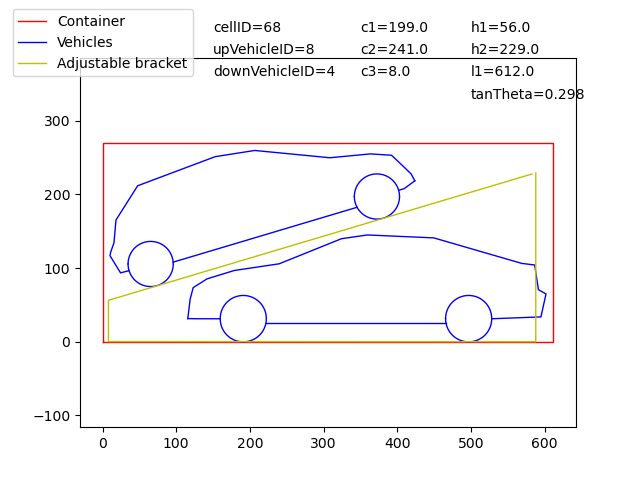 Container
Vehicles
Adjustable bracket
cellID=68 c1=199.0 h1=56.0
upVehicleID=8 c2=241.0 h2=229.0
downVehicleID=4 c3=8.0 l1=612.0
tanTheta=0.298
300
200
100
0
−100
0 100 200 300 400 500 600